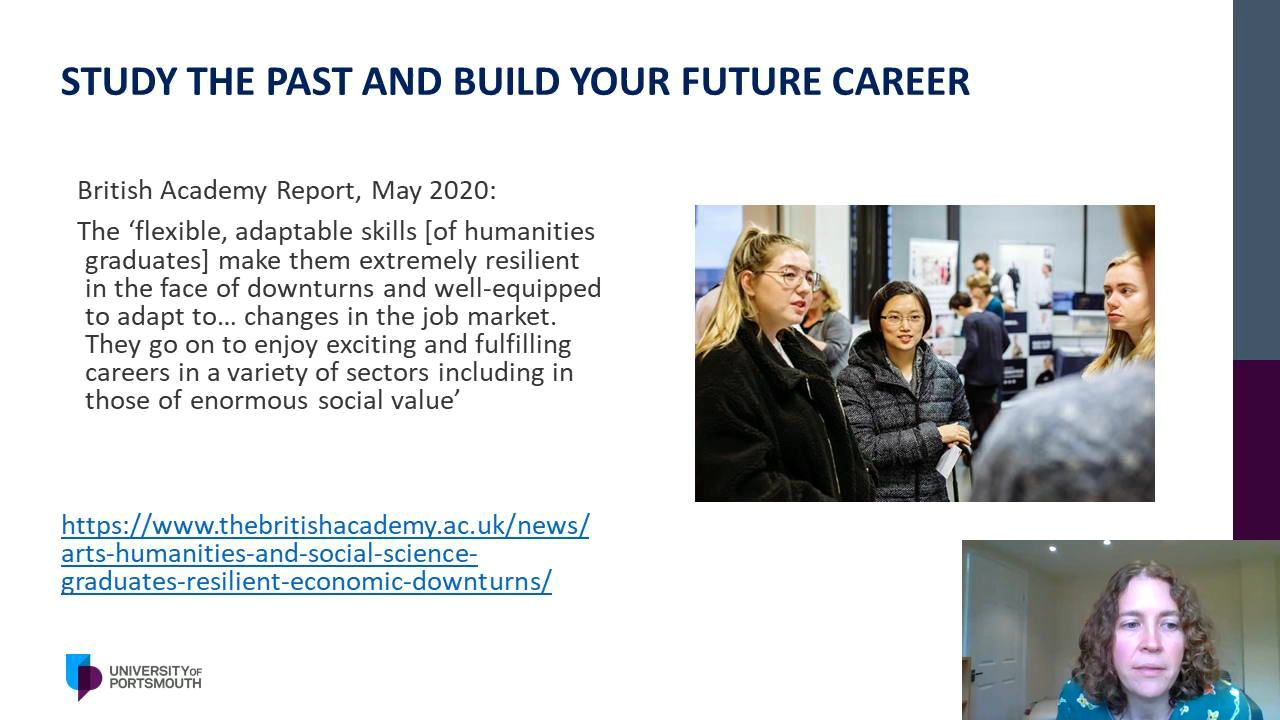 STUDY THE PAST AND BUILD YOUR FUTURE CAREER
British Academy Report, May 2020:
The ‘flexible, adaptable skills [of humanities
graduates] make them extremely resilient
in the face of downturns and well-equipped
to adapt to… changes in the job market.
They go on to enjoy exciting and fulfilling
careers in a variety of sectors including in
those of enormous social value’
https://www.thebritishacademy.ac.uk/news/
arts-humanities-and-social-science-
graduates-resilient-economic-downturns/
UNIVERSITY OF
PORTSMOUTH